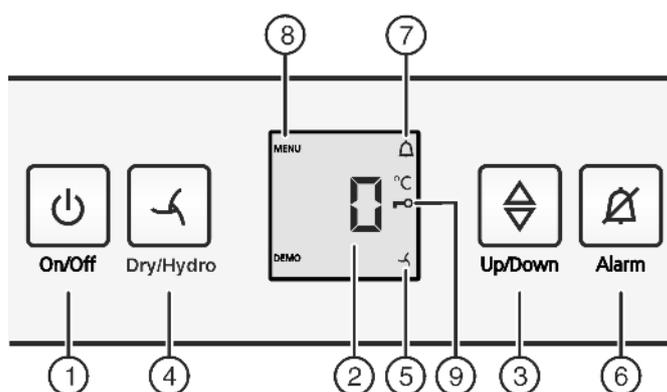 8 7
MENU
°C
0
On/Off Dry/Hydro DEMO Up/Down Alarm
1 4 2 5 9 3 6